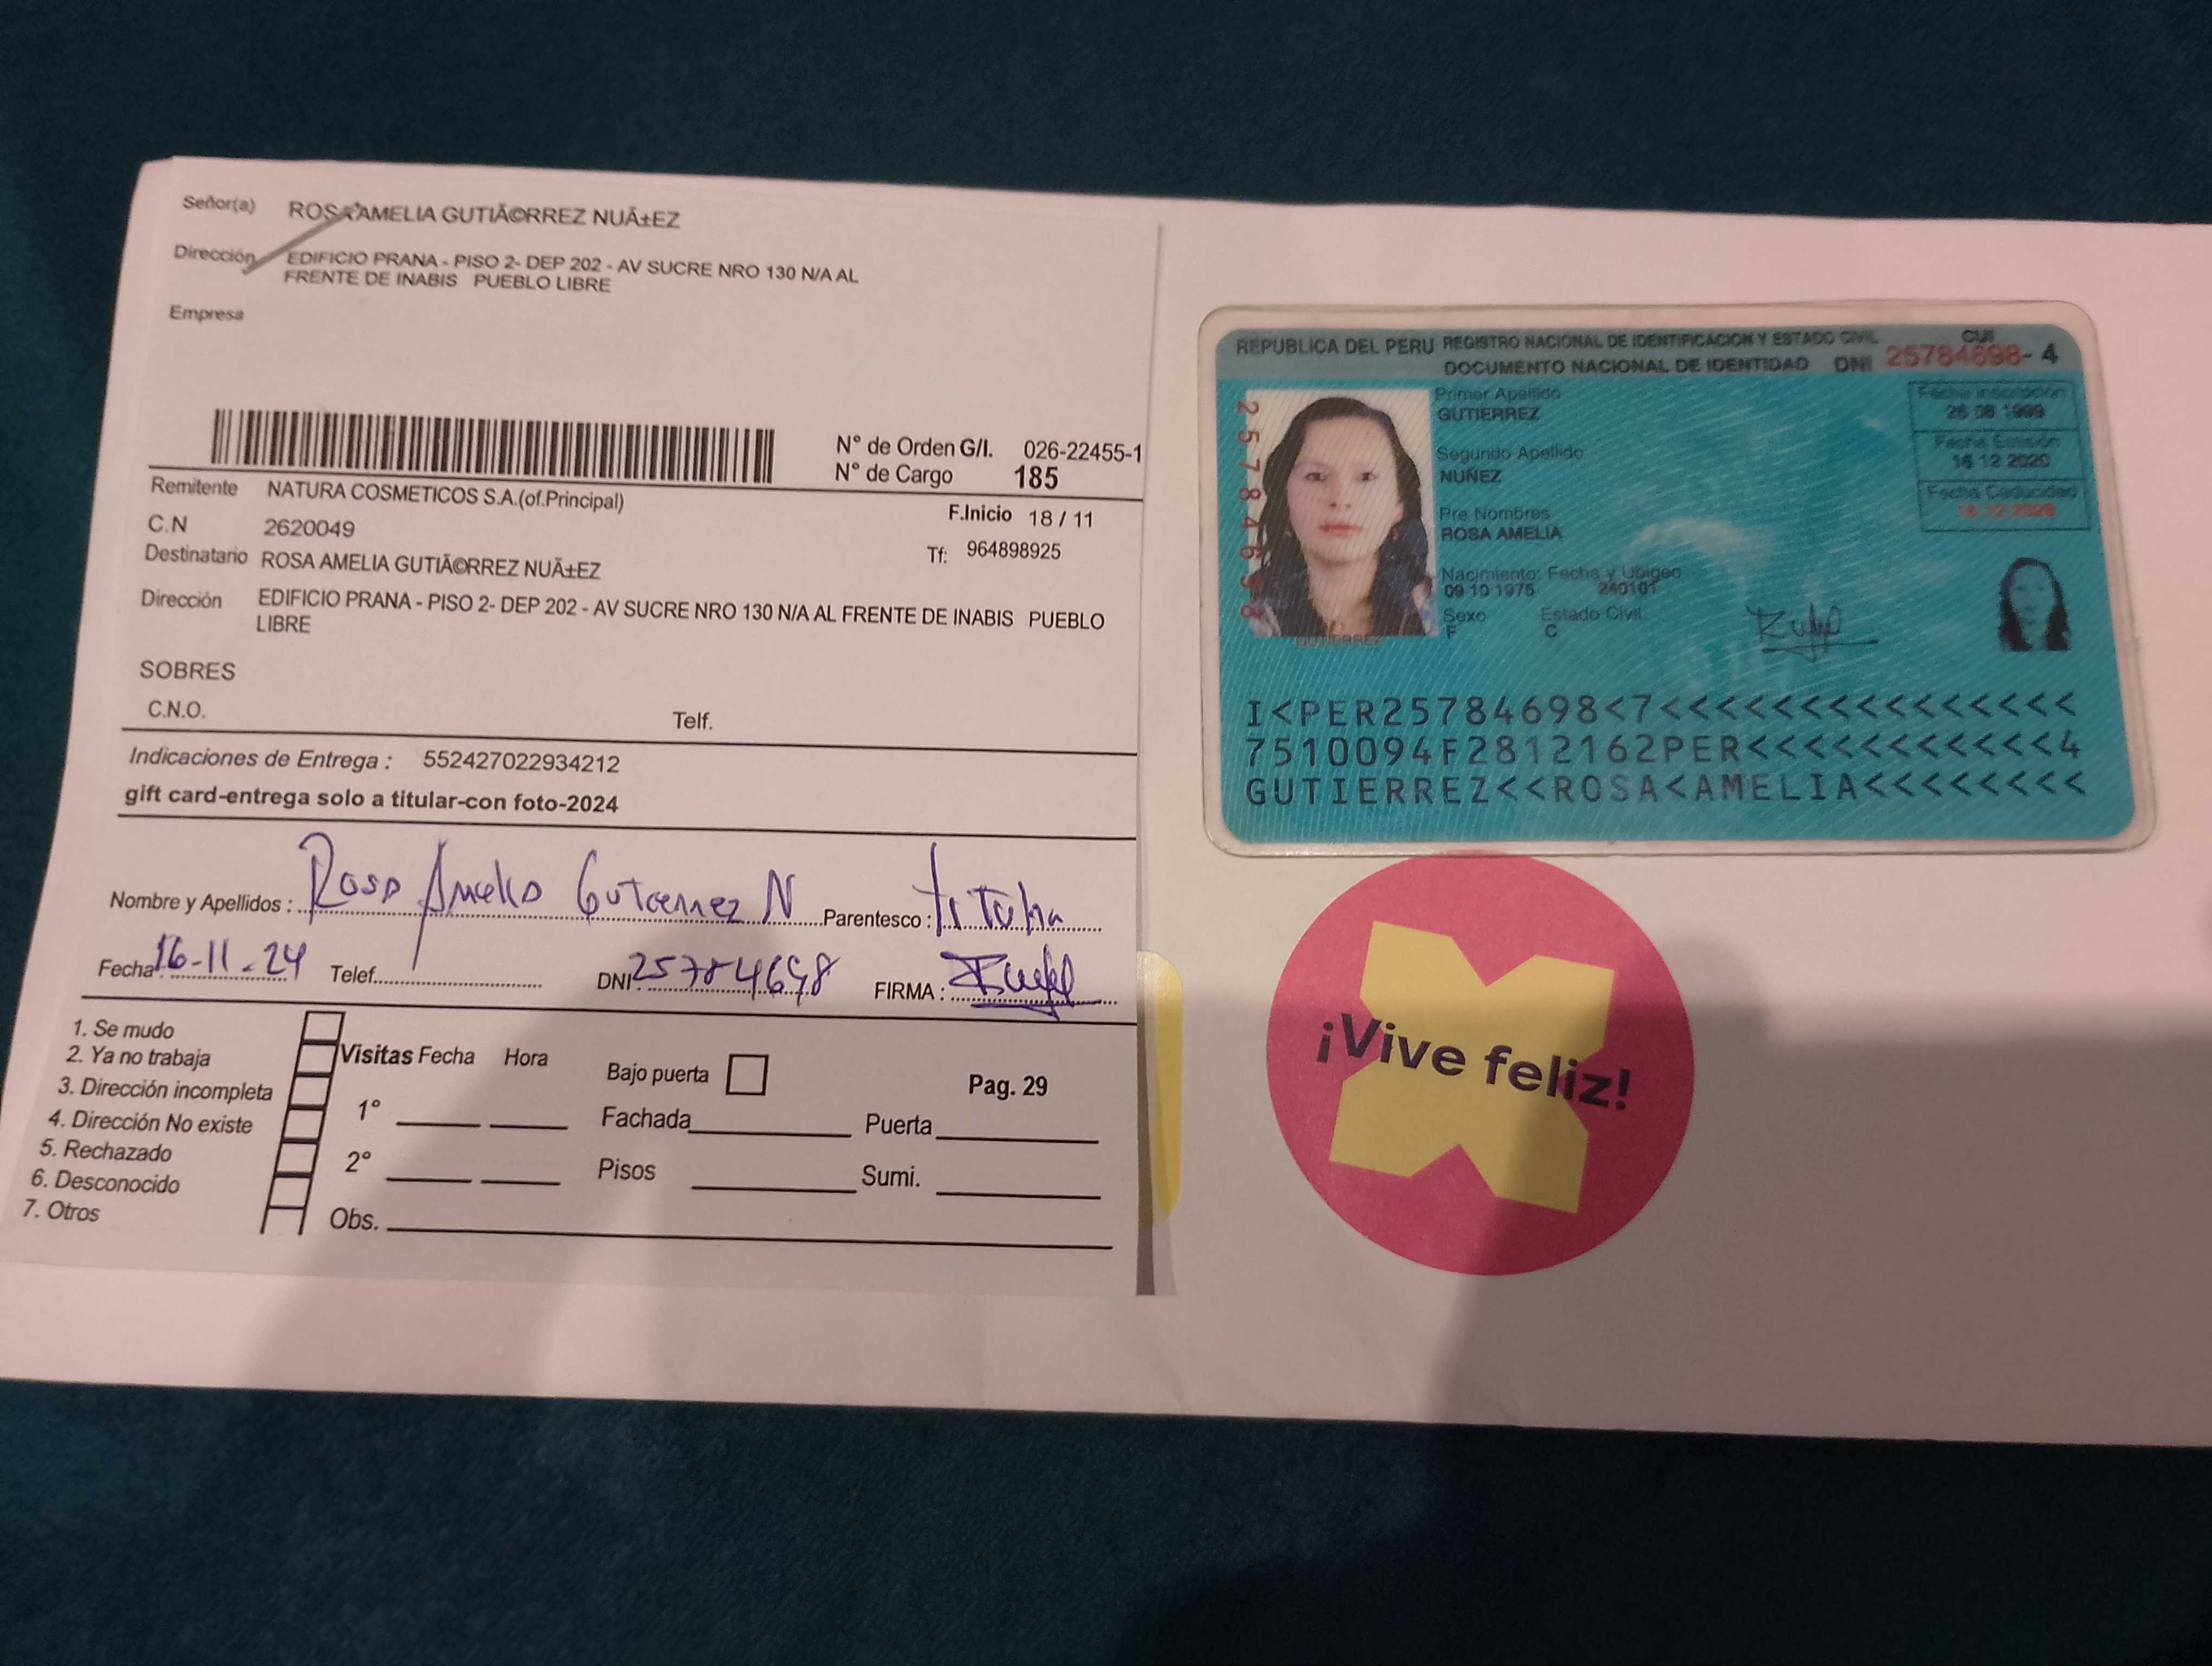 Señor(a) ROSA AMELIA GUTIÃ©RREZ NUÃ±EZ
Dirección EDIFICIO PRANA - PISO 2- DEP 202 - AV SUCRE NRO 130 N/A AL
FRENTE DE INABIS PUEBLO LIBRE
Empresa
N° de Orden G/I. 026-22455-1
N° de Cargo 185
Remitente NATURA COSMETICOS S.A.(of.Principal)
F.Inicio 18 / 11
C.N 2620049
Tf: 964898925
Destinatario ROSA AMELIA GUTIÃ©RREZ NUÃ±EZ
Dirección EDIFICIO PRANA - PISO 2- DEP 202 - AV SUCRE NRO 130 N/A AL FRENTE DE INABIS PUEBLO
LIBRE
SOBRES
C.N.O. Telf.
Indicaciones de Entrega : 552427022934212
gift card-entrega solo a titular-con foto-2024
Nombre y Apellidos : Rosa Amelia Gutierrez N Parentesco : titular
Fecha 16-11-24 Telef. DNI: 25784698 FIRMA :
1. Se mudo
2. Ya no trabaja
3. Dirección incompleta
4. Dirección No existe
5. Rechazado
6. Desconocido
7. Otros
Visitas Fecha Hora
1°
2°
Obs.
Bajo puerta
Pag. 29
Fachada Puerta
Pisos Sumi.
REPUBLICA DEL PERU REGISTRO NACIONAL DE IDENTIFICACION Y ESTADO CIVIL CUI
DOCUMENTO NACIONAL DE IDENTIDAD DNI 25784698- 4
25784698
Primer Apellido
GUTIERREZ
Segundo Apellido
NUÑEZ
Pre Nombres
ROSA AMELIA
Nacimiento: Fecha y Ubigeo
09 10 1975 240101
Sexo Estado Civil
F C
Fecha Inscripción
26 08 1999
Fecha Emisión
16 12 2020
Fecha Caducidad
16 12 2028
GUTIERREZ
I<PER25784698<7<<<<<<<<<<<<<<<
7510094F2812162PER<<<<<<<<<<<4
GUTIERREZ<<ROSA<AMELIA<<<<<<<<
¡Vive feliz!